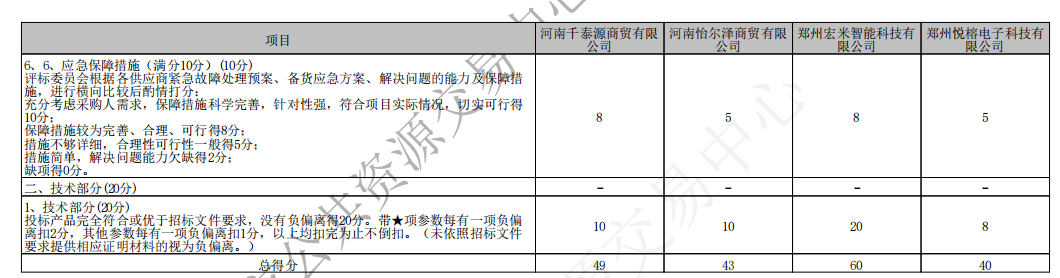 项目
河南千泰源商贸有限公司
河南怡尔泽商贸有限公司
郑州宏米智能科技有限公司
郑州悦榕电子科技有限公司
6、6、应急保障措施（满分10分）(10分)
评标委员会根据各供应商紧急故障处理预案、备货应急方案、解决问题的能力及保障措
施，进行横向比较后酌情打分；
充分考虑采购人需求，保障措施科学完善，针对性强，符合项目实际情况，切实可行得
10分；
保障措施较为完善、合理、可行得8分；
措施不够详细，合理性可行性一般得5分；
措施简单，解决问题能力欠缺得2分；
缺项得0分。
8 5 8 5
二、技术部分(20分)
- - - -
1、技术部分(20分)
投标产品完全符合或优于招标文件要求，没有负偏离得20分。带★项参数每有一项负偏
离扣2分，其他参数每有一项负偏离扣1分，以上均扣完为止不倒扣。（未依照招标文件
要求提供相应证明材料的视为负偏离。）
10 10 20 8
总得分 49 43 60 40
公共资源交易中心
交易中心